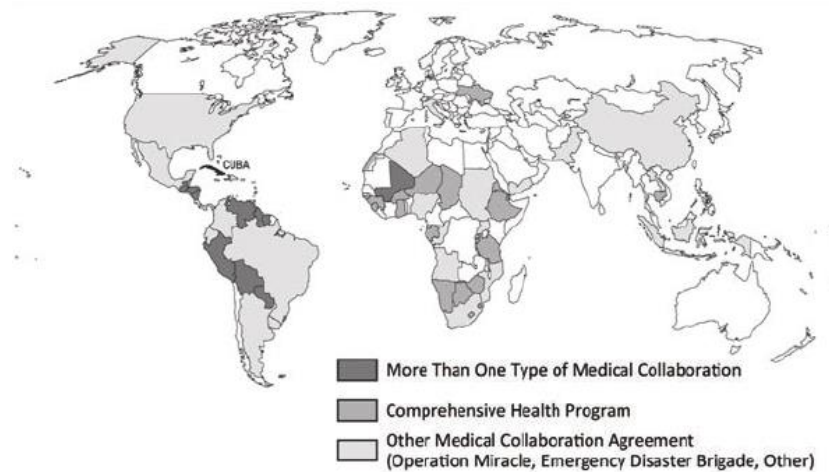 CUBA
More Than One Type of Medical Collaboration
Comprehensive Health Program
Other Medical Collaboration Agreement
(Operation Miracle, Emergency Disaster Brigade, Other)